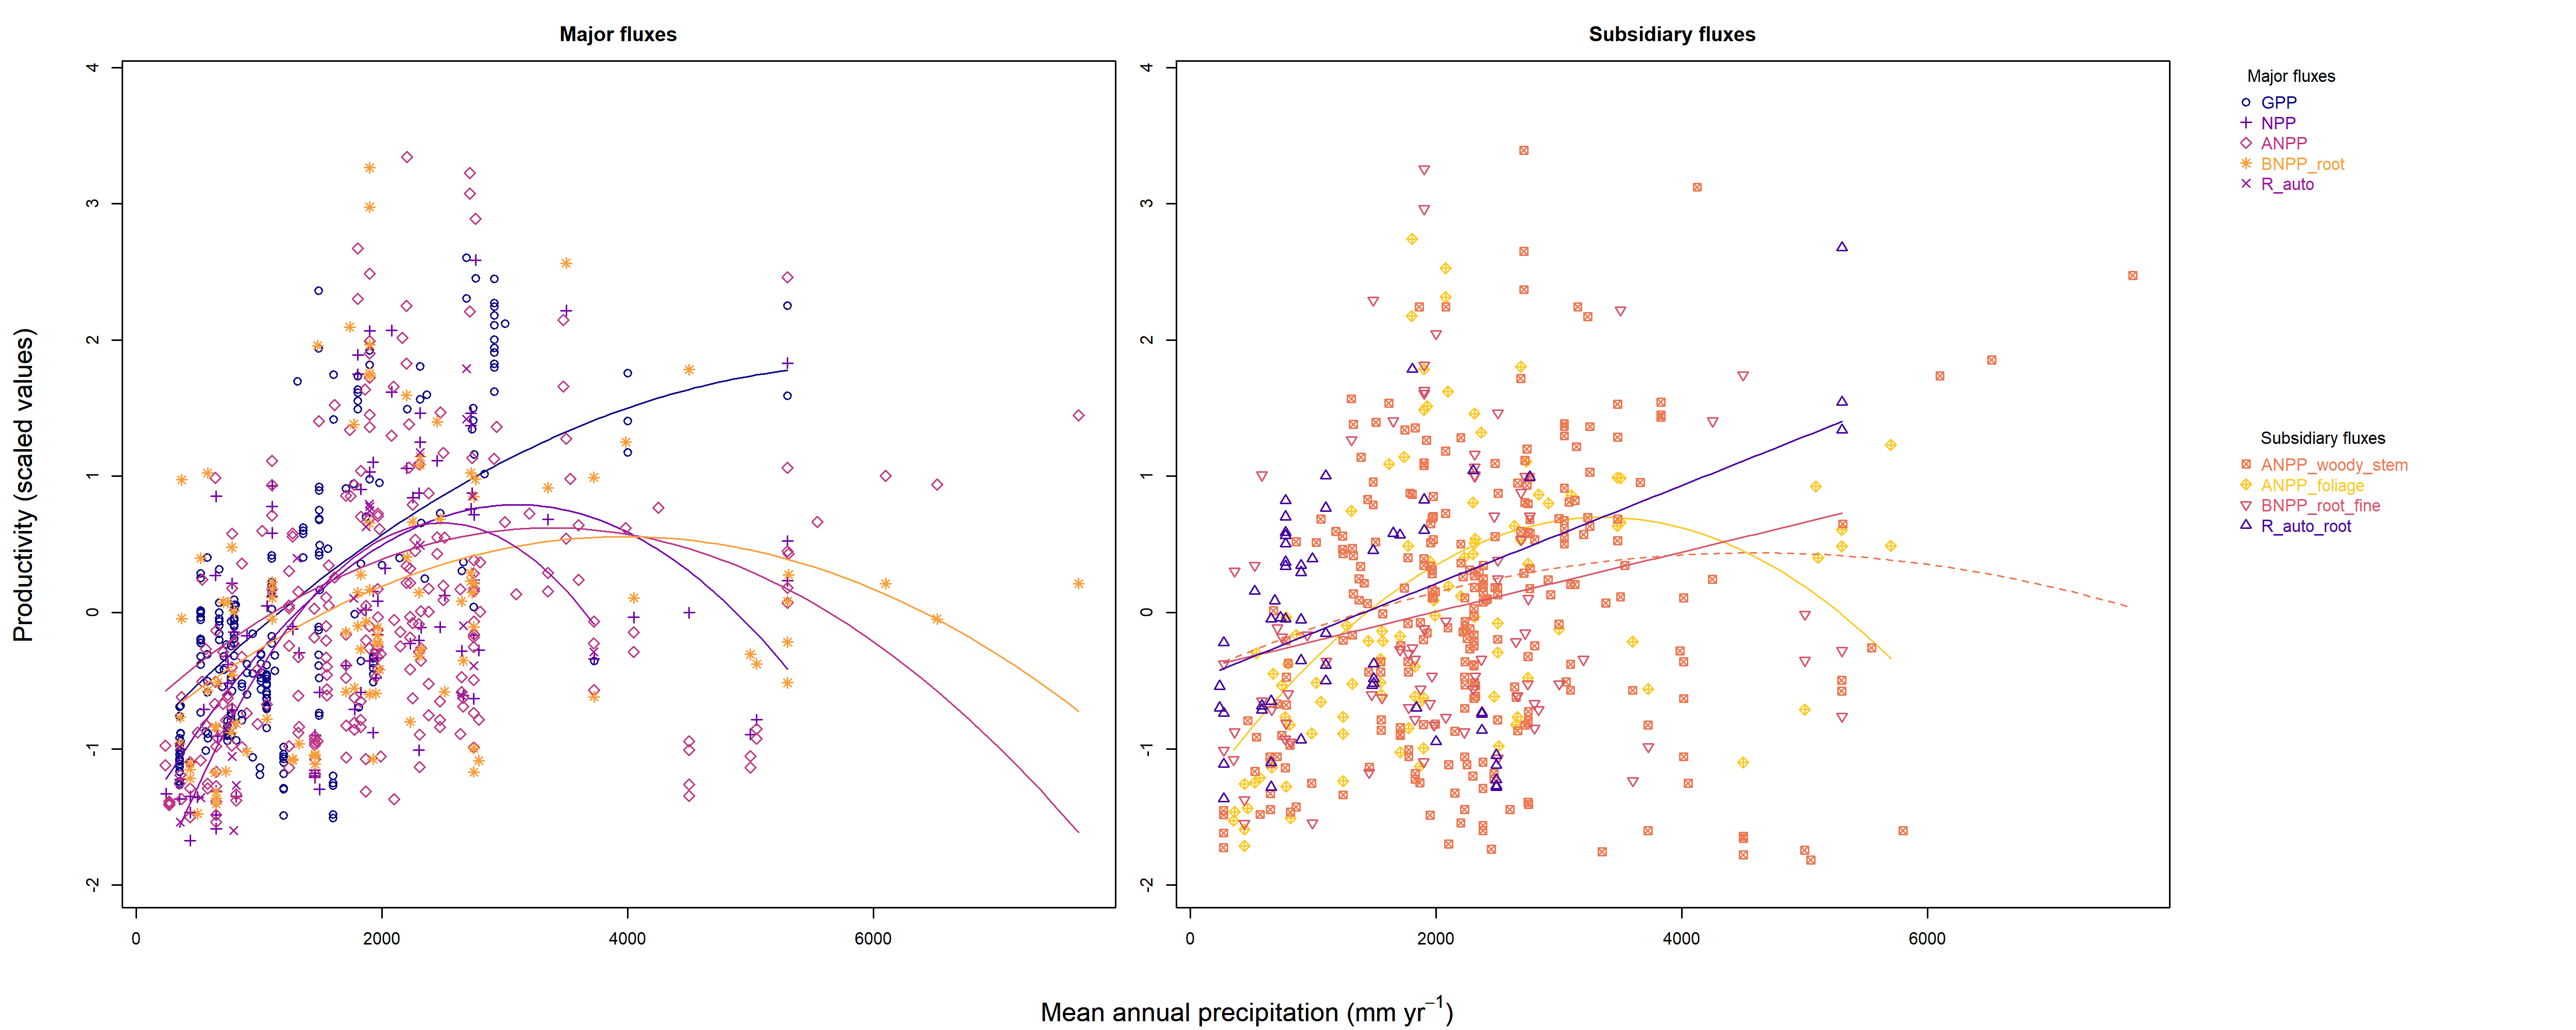 Major fluxes
Subsidiary fluxes
Productivity (scaled values)
4
3
2
1
0
-1
-2
0
2000
4000
6000
4
3
2
1
0
-1
-2
0
2000
4000
6000
Mean annual precipitation (mm yr⁻¹)
Major fluxes
GPP
NPP
ANPP
BNPP_root
R_auto
Subsidiary fluxes
ANPP_woody_stem
ANPP_foliage
BNPP_root_fine
R_auto_root